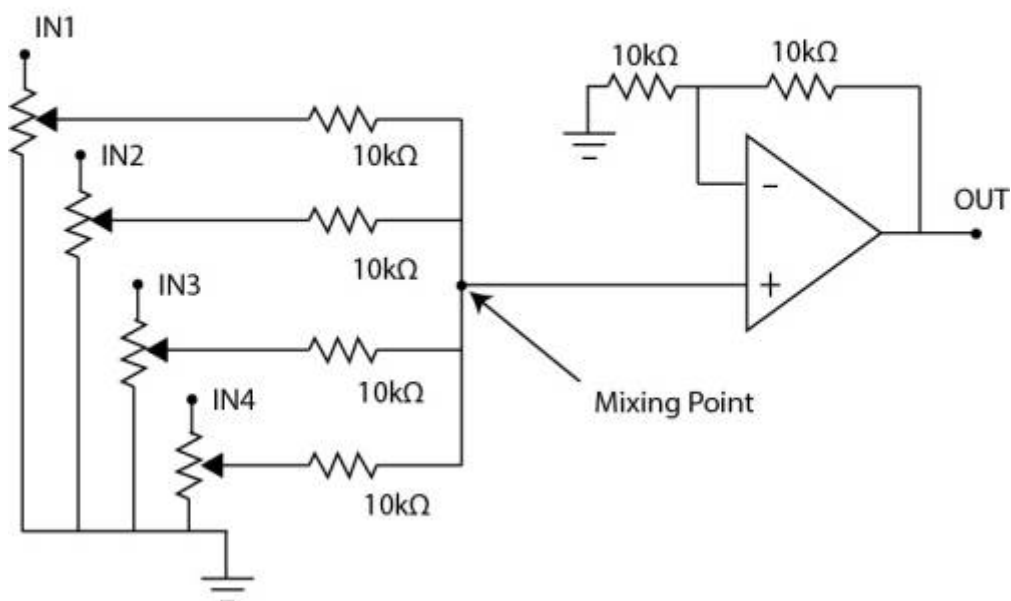 IN1
10kΩ
10kΩ
10kΩ
IN2
10kΩ
-
OUT
IN3
+
10kΩ
IN4
Mixing Point
10kΩ